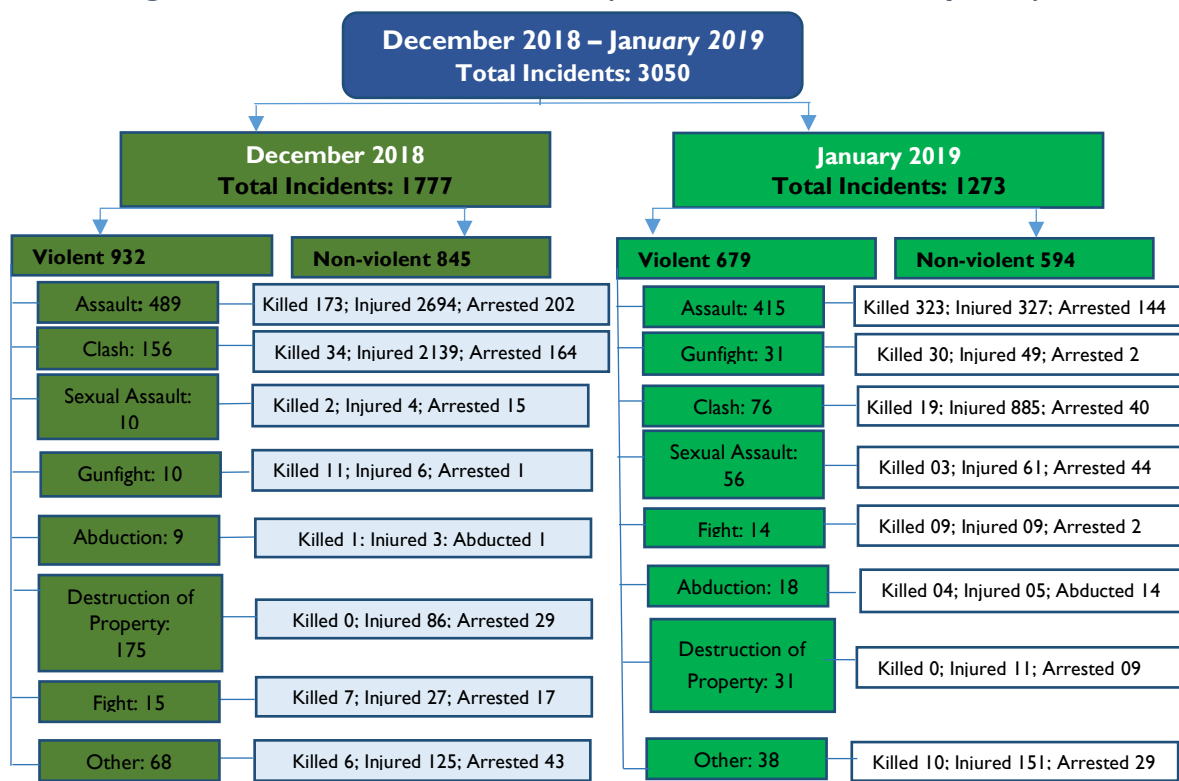 December 2018 – January 2019
Total Incidents: 3050
December 2018
Total Incidents: 1777
January 2019
Total Incidents: 1273
Violent 932
Non-violent 845
Assault: 489
Killed 173; Injured 2694; Arrested 202
Clash: 156
Killed 34; Injured 2139; Arrested 164
Sexual Assault:
10
Killed 2; Injured 4; Arrested 15
Gunfight: 10
Killed 11; Injured 6; Arrested 1
Abduction: 9
Killed 1: Injured 3: Abducted 1
Destruction of
Property:
175
Killed 0; Injured 86; Arrested 29
Fight: 15
Killed 7; Injured 27; Arrested 17
Other: 68
Killed 6; Injured 125; Arrested 43
Violent 679
Non-violent 594
Assault: 415
Killed 323; Injured 327; Arrested 144
Gunfight: 31
Killed 30; Injured 49; Arrested 2
Clash: 76
Killed 19; Injured 885; Arrested 40
Sexual Assault:
56
Killed 03; Injured 61; Arrested 44
Fight: 14
Killed 09; Injured 09; Arrested 2
Abduction: 18
Killed 04; Injured 05; Abducted 14
Destruction of
Property: 31
Killed 0; Injured 11; Arrested 09
Other: 38
Killed 10; Injured 151; Arrested 29